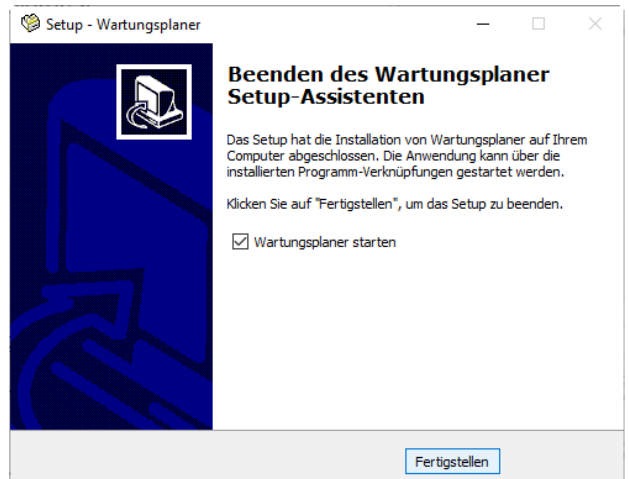 Setup - Wartungsplaner
Beenden des Wartungsplaner
Setup-Assistenten
Das Setup hat die Installation von Wartungsplaner auf Ihrem
Computer abgeschlossen. Die Anwendung kann über die
installierten Programm-Verknüpfungen gestartet werden.
Klicken Sie auf "Fertigstellen", um das Setup zu beenden.
Wartungsplaner starten
Fertigstellen